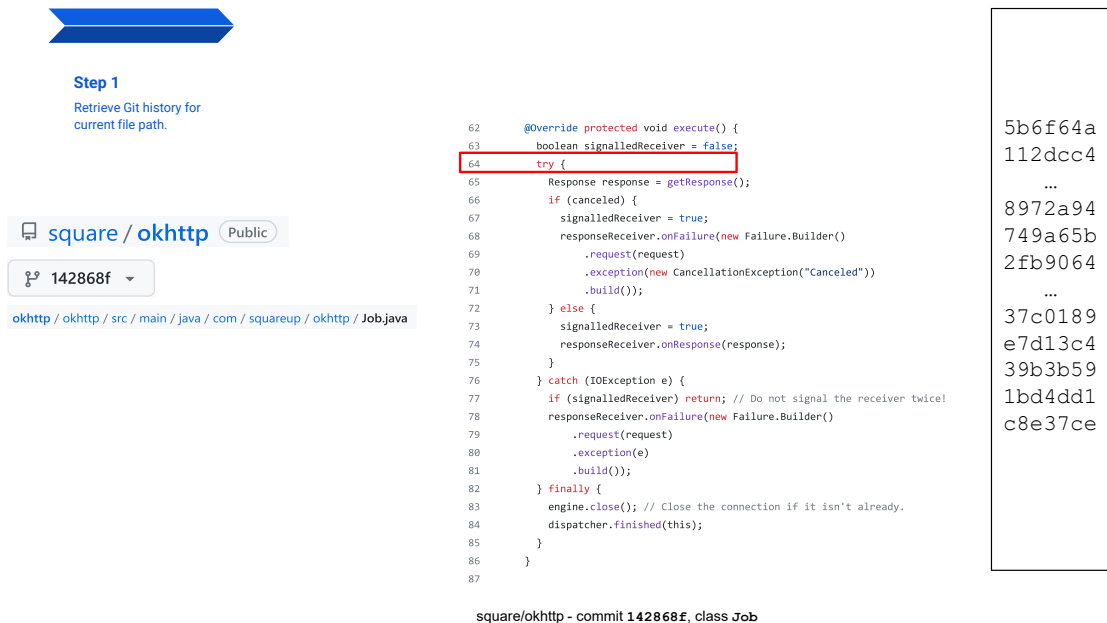 Step 1
Retrieve Git history for
current file path.
square / okhttp Public
142868f
okhttp / okhttp / src / main / java / com / squareup / okhttp / Job.java
62 @Override protected void execute() {
63 boolean signalledReceiver = false;
64 try {
65 Response response = getResponse();
66 if (canceled) {
67 signalledReceiver = true;
68 responseReceiver.onFailure(new Failure.Builder()
69 .request(request)
70 .exception(new CancellationException("Canceled"))
71 .build());
72 } else {
73 signalledReceiver = true;
74 responseReceiver.onResponse(response);
75 }
76 } catch (IOException e) {
77 if (signalledReceiver) return; // Do not signal the receiver twice!
78 responseReceiver.onFailure(new Failure.Builder()
79 .request(request)
80 .exception(e)
81 .build());
82 } finally {
83 engine.close(); // Close the connection if it isn't already.
84 dispatcher.finished(this);
85 }
86 }
87
square/okhttp - commit 142868f, class Job
5b6f64a
112dcc4
…
8972a94
749a65b
2fb9064
…
37c0189
e7d13c4
39b3b59
1bd4dd1
c8e37ce